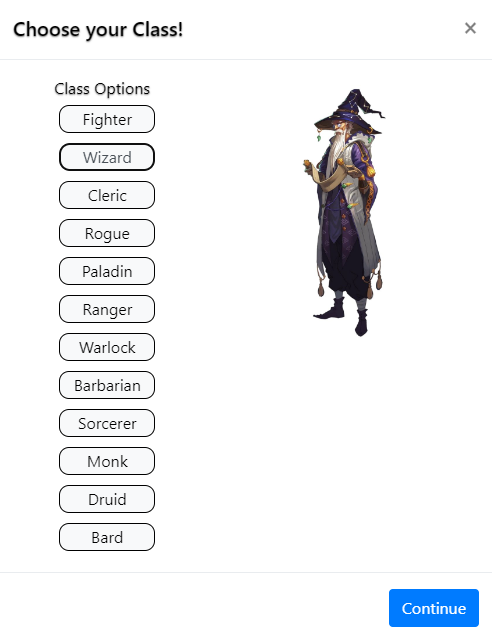 Choose your Class!
×
Class Options
Fighter
Wizard
Cleric
Rogue
Paladin
Ranger
Warlock
Barbarian
Sorcerer
Monk
Druid
Bard
Continue